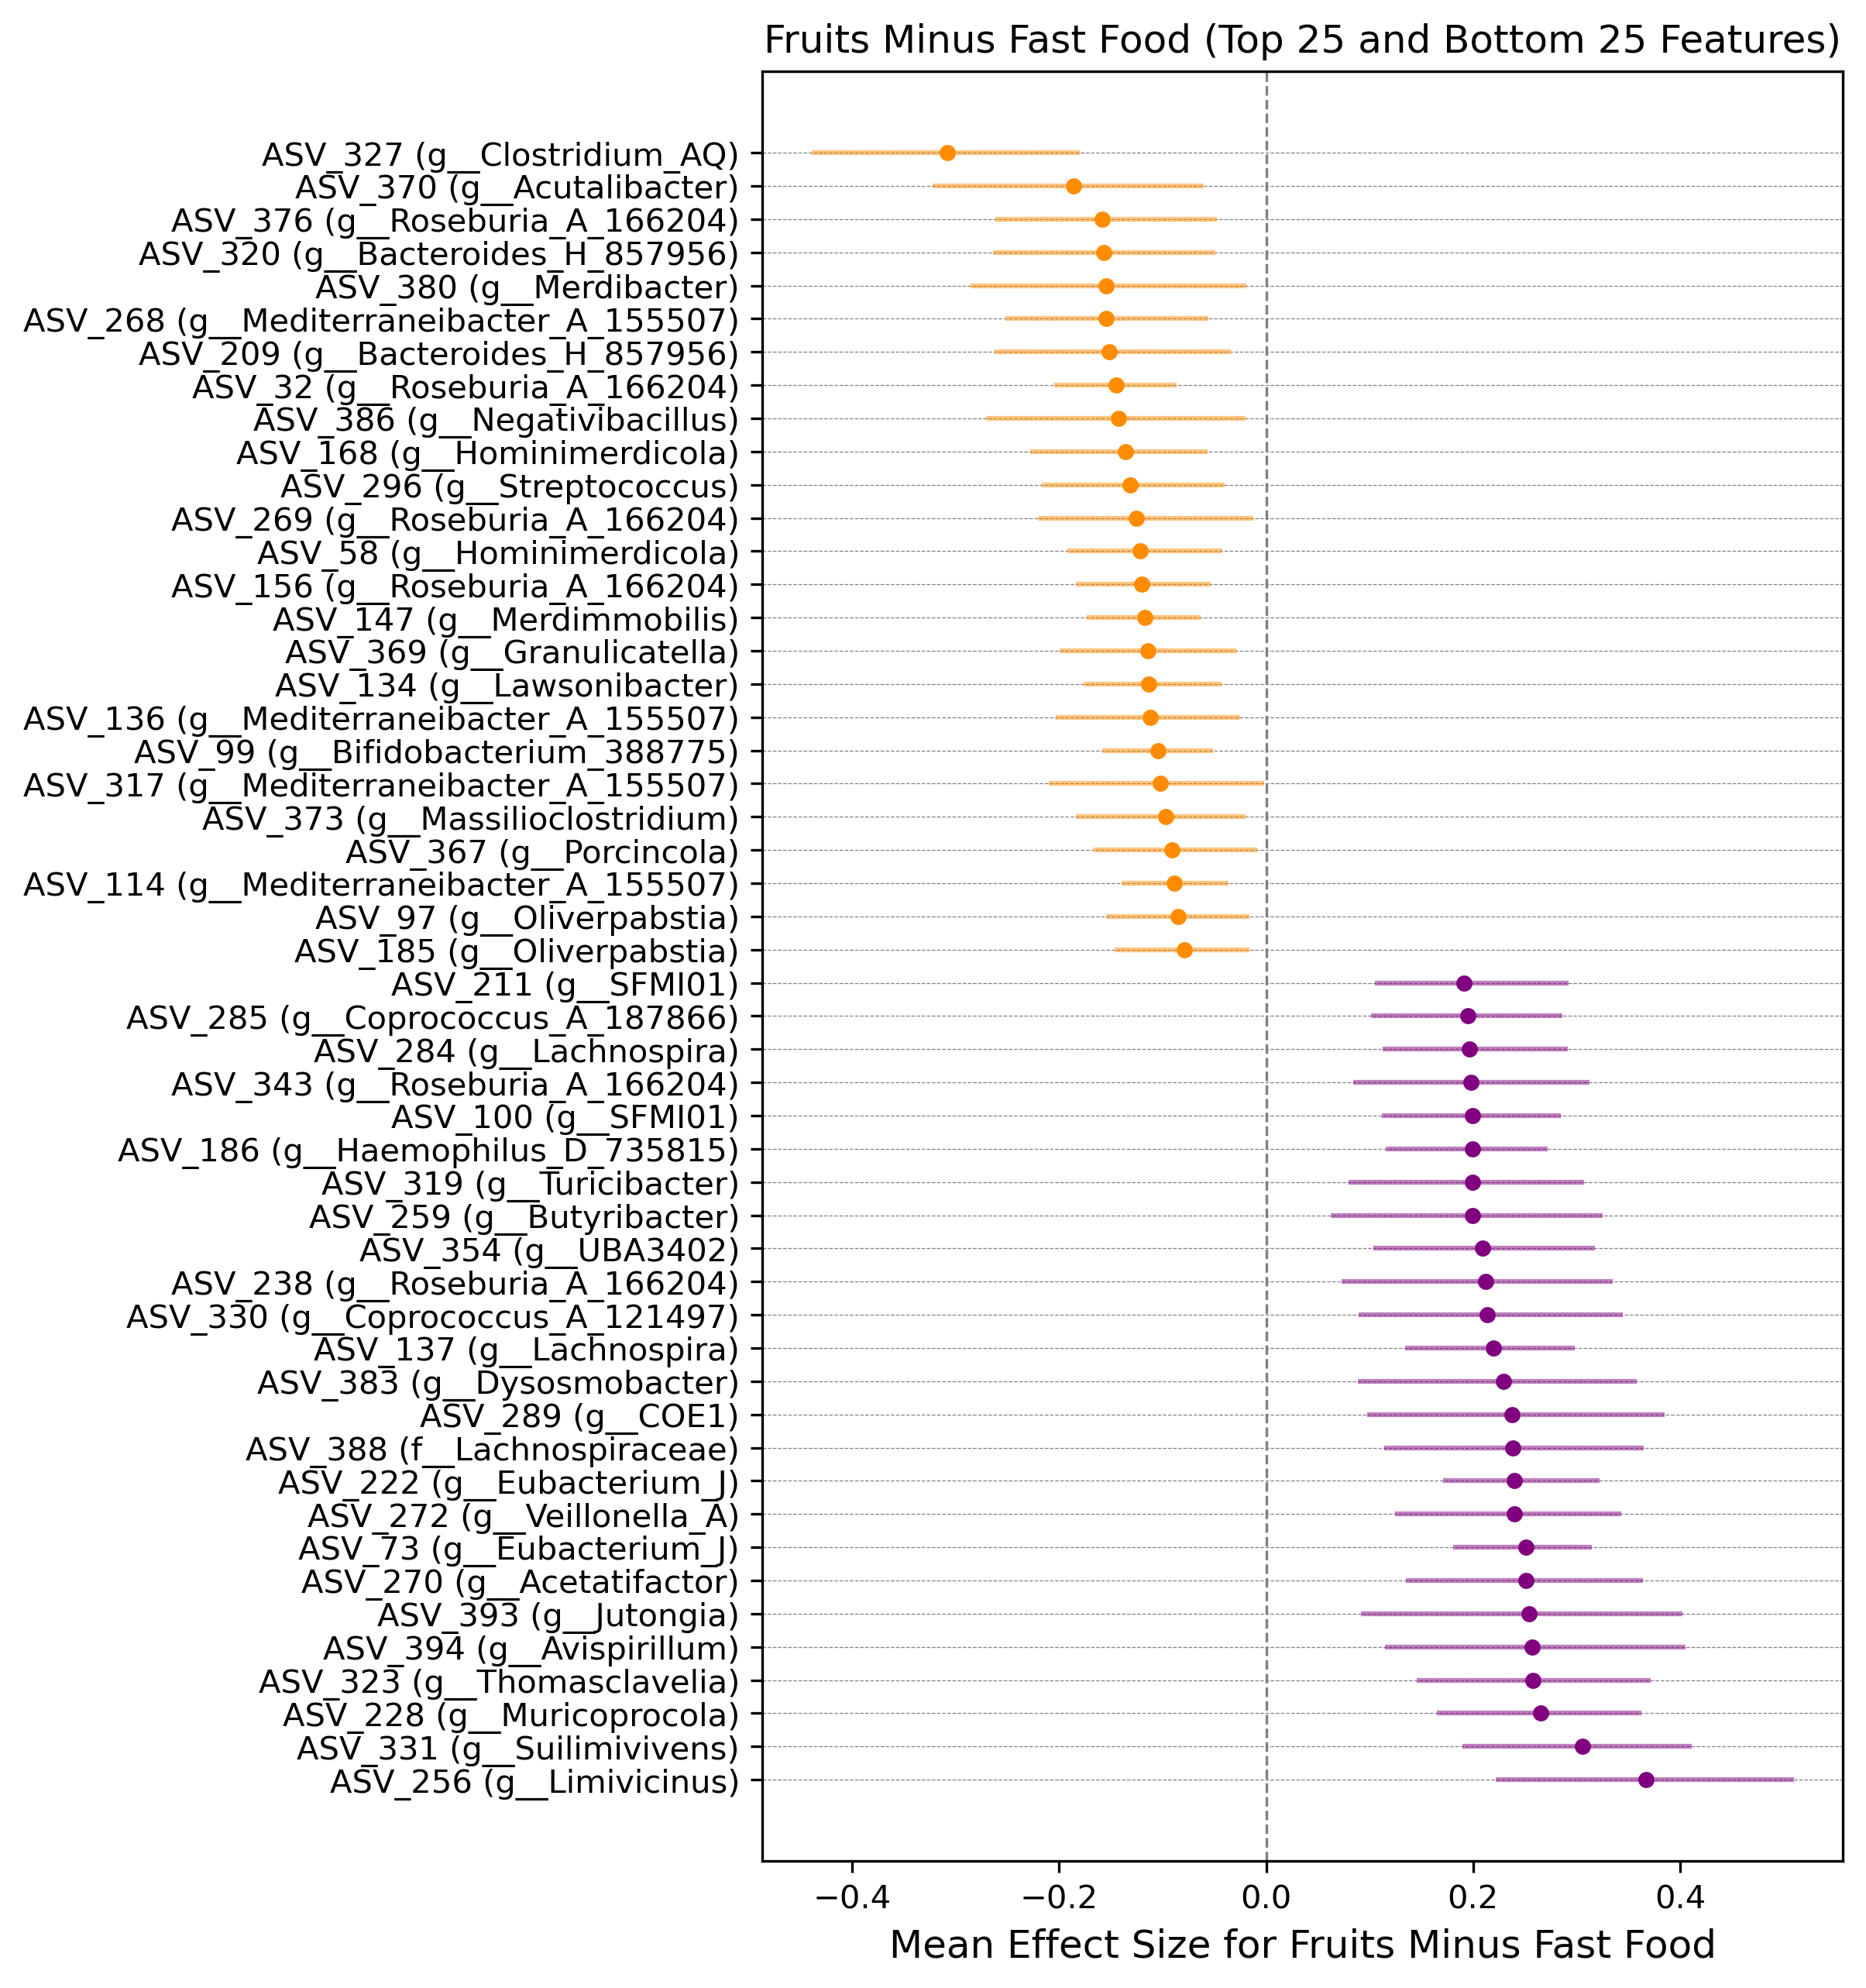 Fruits Minus Fast Food (Top 25 and Bottom 25 Features)
ASV_327 (g__Clostridium_AQ)
ASV_370 (g__Acutalibacter)
ASV_376 (g__Roseburia_A_166204)
ASV_320 (g__Bacteroides_H_857956)
ASV_380 (g__Merdibacter)
ASV_268 (g__Mediterraneibacter_A_155507)
ASV_209 (g__Bacteroides_H_857956)
ASV_32 (g__Roseburia_A_166204)
ASV_386 (g__Negativibacillus)
ASV_168 (g__Hominimerdicola)
ASV_296 (g__Streptococcus)
ASV_269 (g__Roseburia_A_166204)
ASV_58 (g__Hominimerdicola)
ASV_156 (g__Roseburia_A_166204)
ASV_147 (g__Merdimmobilis)
ASV_369 (g__Granulicatella)
ASV_134 (g__Lawsonibacter)
ASV_136 (g__Mediterraneibacter_A_155507)
ASV_99 (g__Bifidobacterium_388775)
ASV_317 (g__Mediterraneibacter_A_155507)
ASV_373 (g__Massilioclostridium)
ASV_367 (g__Porcincola)
ASV_114 (g__Mediterraneibacter_A_155507)
ASV_97 (g__Oliverpabstia)
ASV_185 (g__Oliverpabstia)
ASV_211 (g__SFMI01)
ASV_285 (g__Coprococcus_A_187866)
ASV_284 (g__Lachnospira)
ASV_343 (g__Roseburia_A_166204)
ASV_100 (g__SFMI01)
ASV_186 (g__Haemophilus_D_735815)
ASV_319 (g__Turicibacter)
ASV_259 (g__Butyribacter)
ASV_354 (g__UBA3402)
ASV_238 (g__Roseburia_A_166204)
ASV_330 (g__Coprococcus_A_121497)
ASV_137 (g__Lachnospira)
ASV_383 (g__Dysosmobacter)
ASV_289 (g__COE1)
ASV_388 (f__Lachnospiraceae)
ASV_222 (g__Eubacterium_J)
ASV_272 (g__Veillonella_A)
ASV_73 (g__Eubacterium_J)
ASV_270 (g__Acetatifactor)
ASV_393 (g__Jutongia)
ASV_394 (g__Avispirillum)
ASV_323 (g__Thomasclavelia)
ASV_228 (g__Muricoprocola)
ASV_331 (g__Suilimivivens)
ASV_256 (g__Limivicinus)
−0.4 −0.2 0.0 0.2 0.4
Mean Effect Size for Fruits Minus Fast Food